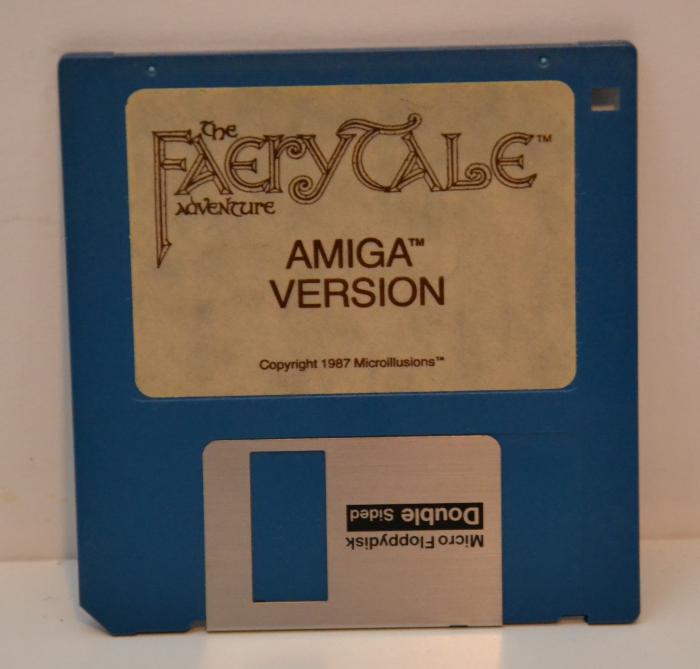 The
FAERYTALE™
ADVENTURE
AMIGA™
VERSION
Copyright 1987 Microillusions™
Micro Floppydisk
Double Sided